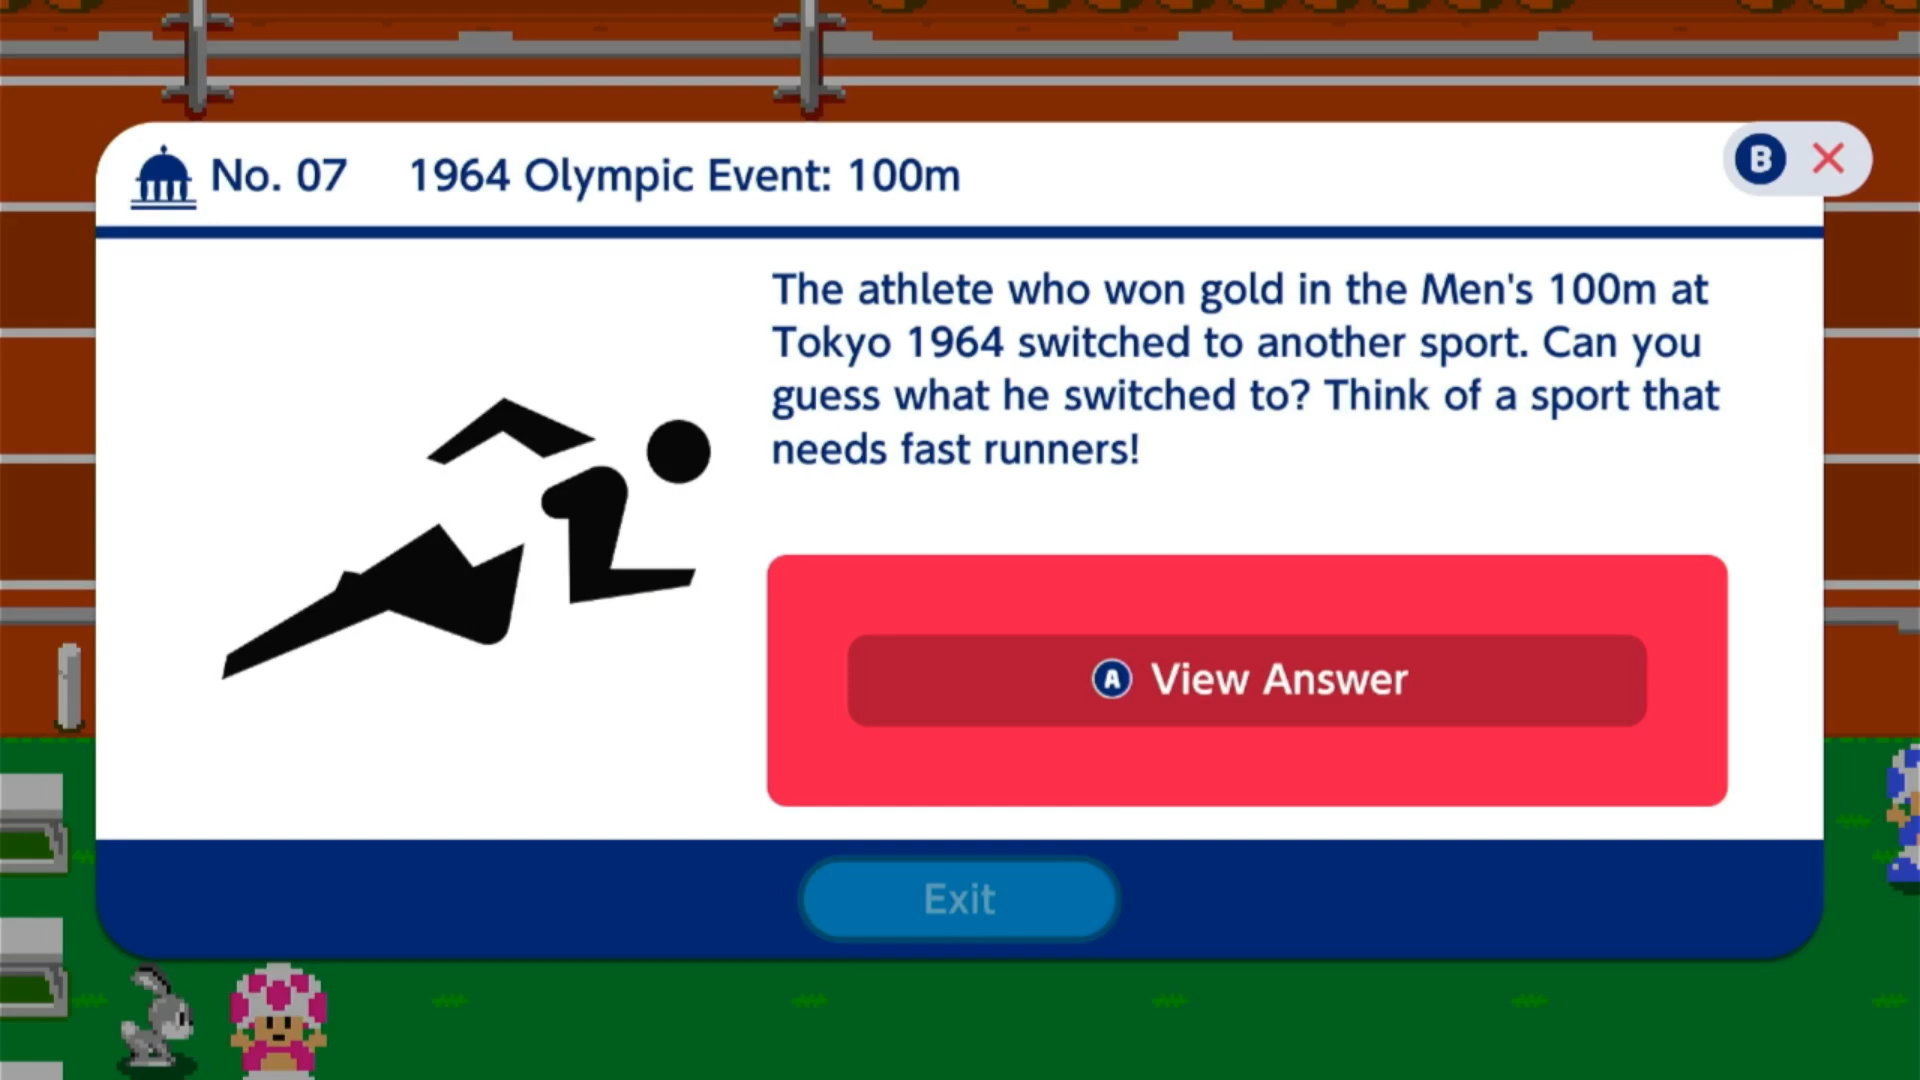 No. 07 1964 Olympic Event: 100m
B
The athlete who won gold in the Men's 100m at
Tokyo 1964 switched to another sport. Can you
guess what he switched to? Think of a sport that
needs fast runners!
A View Answer
Exit